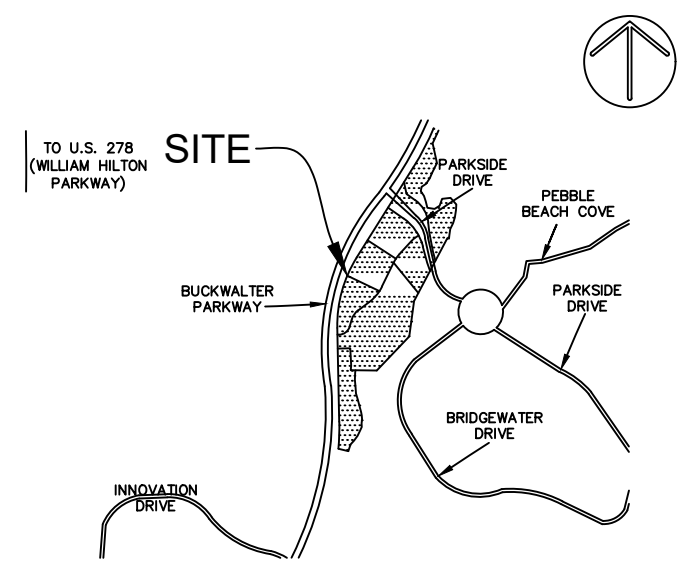 TO U.S. 278
(WILLIAM HILTON
PARKWAY)
SITE
PARKSIDE
DRIVE
PEBBLE
BEACH COVE
BUCKWALTER
PARKWAY
PARKSIDE
DRIVE
BRIDGEWATER
DRIVE
INNOVATION
DRIVE